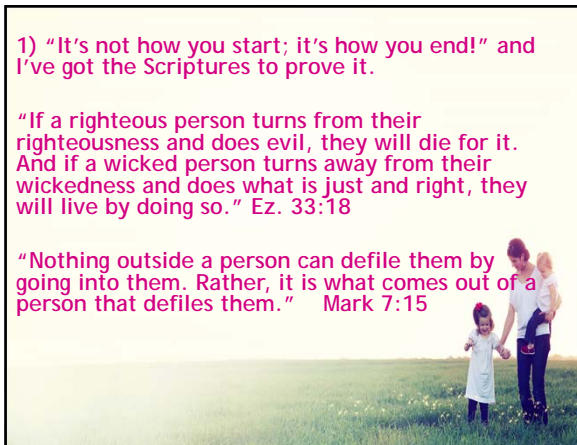 1) “It’s not how you start; it’s how you end!” and
I’ve got the Scriptures to prove it.
“If a righteous person turns from their
righteousness and does evil, they will die for it.
And if a wicked person turns away from their
wickedness and does what is just and right, they
will live by doing so.” Ez. 33:18
“Nothing outside a person can defile them by
going into them. Rather, it is what comes out of a
person that defiles them.” Mark 7:15